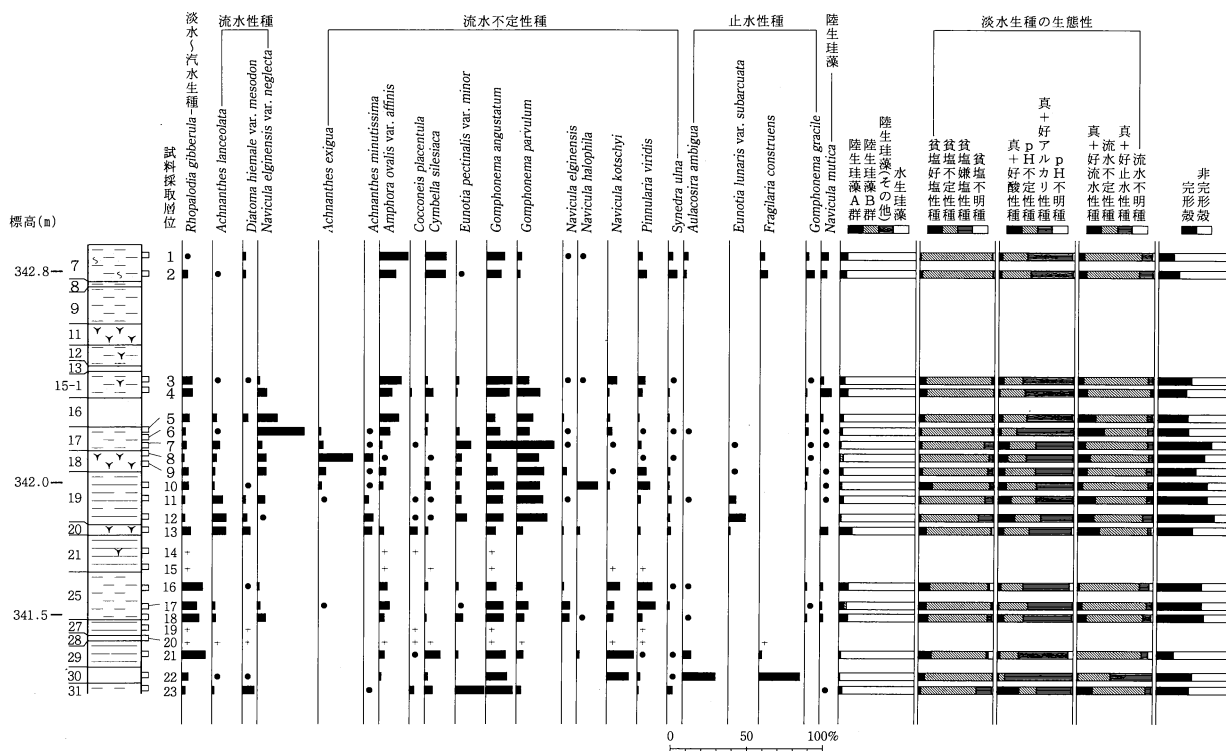 淡水～汽水生種
流水性種
流水不定性種
止水性種
陸生珪藻
淡水生種の生態性
標高(m)
試料採取層位
Rhopalodia gibberula
Achnanthes lanceolata
Diatoma hiemale var. mesodon
Navicula elginensis var. neglecta
Achnanthes exigua
Achnanthes minutissima
Amphora ovalis var. affinis
Cocconeis placentula
Cymbella silesiaca
Eunotia pectinalis var. minor
Gomphonema angustatum
Gomphonema parvulum
Navicula elginensis
Navicula halophila
Navicula kotschyi
Pinnularia viridis
Synedra ulna
Aulacosira ambigua
Eunotia lunaris var. subarcuata
Fragilaria construens
Gomphonema gracile
Navicula mutica
陸生珪藻A群
陸生珪藻B群
陸生珪藻(その他)
水生珪藻
貧塩好塩性種
貧塩不定性種
貧塩嫌塩性種
貧塩不明種
真+好酸性種
pH不定性種
真+好アルカリ性種
pH不明種
真+好流水性種
流水不定性種
真+好止水性種
流水不明種
完形殻
非完形殻
342.8
342.0
341.5
7
8
9
11
12
13
15-1
16
17
18
19
20
21
25
27
28
29
30
31
1
2
3
4
5
6
7
8
9
10
11
12
13
14
15
16
17
18
19
20
21
22
23
0
50
100%